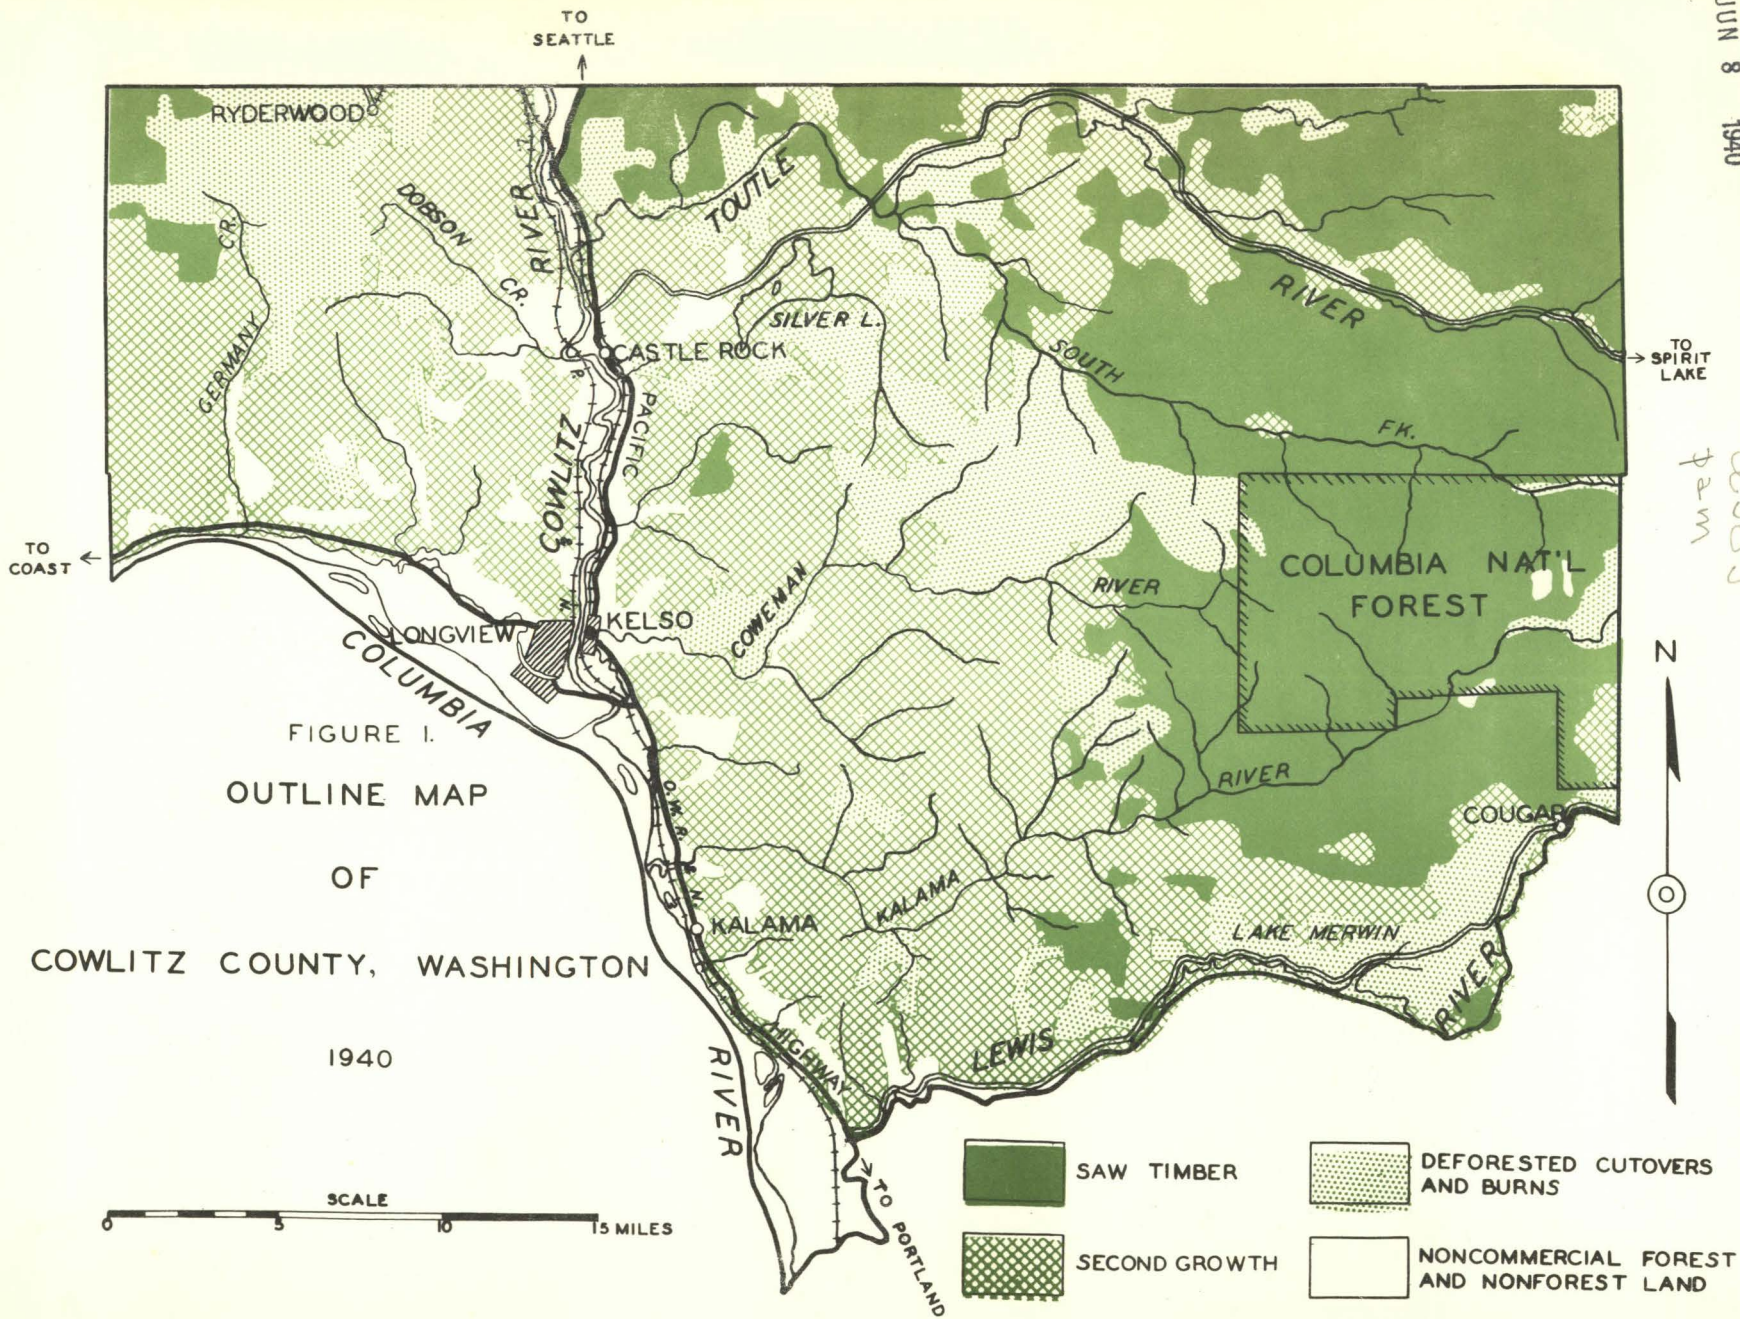 JUN 8 1940
TO
SEATTLE
RYDERWOOD
TOUTLE
RIVER
DOBSON
CR.
RIVER
CR.
GERMANY
SILVER L.
CASTLE ROCK
SOUTH
FK.
TO
SPIRIT
LAKE
N.
P.
PACIFIC
COWLITZ
&
N.
map
TO
COAST
COLUMBIA NAT'L
FOREST
RIVER
COWEMAN
LONGVIEW
KELSO
COLUMBIA
N
RIVER
COUGAR
O.W.R.
& N.
KALAMA
KALAMA
LAKE MERWIN
RIVER
LEWIS
HIGHWAY
RIVER
TO PORTLAND
FIGURE 1.
OUTLINE MAP
OF
COWLITZ COUNTY, WASHINGTON
1940
SCALE
0 5 10 15 MILES
SAW TIMBER
SECOND GROWTH
DEFORESTED CUTOVERS
AND BURNS
NONCOMMERCIAL FOREST
AND NONFOREST LAND